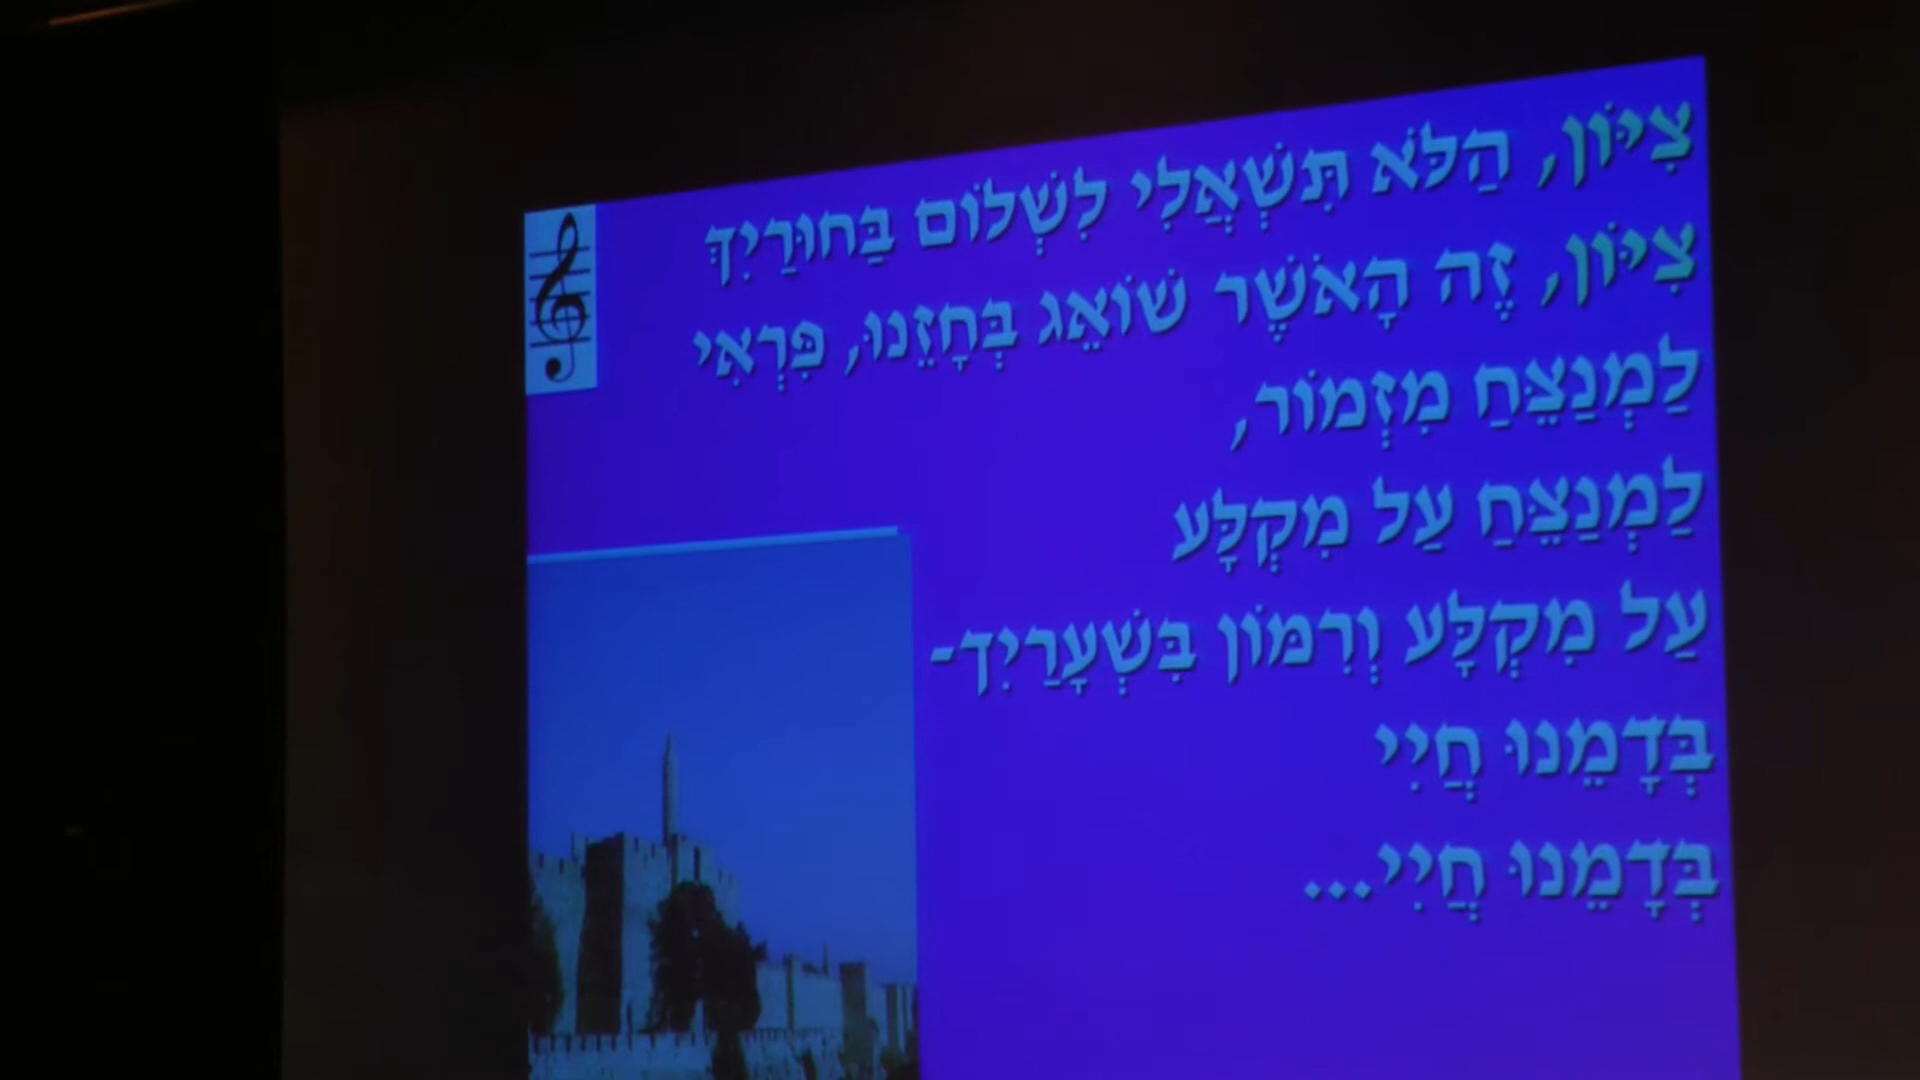 צִיּוֹן, הַלֹּא תִּשְׁאֲלִי לִשְׁלוֹם בַּחוּרַיִךְ
צִיּוֹן, זֶה הָאֹשֶׁר שׁוֹאֵג בְּחָזֵנוּ, פִּרְאִי
לַמְנַצֵּחַ מִזְמוֹר,
לַמְנַצֵּחַ עַל מִקְלָּע
עַל מִקְלָּע וְרִמּוֹן בִּשְׁעָרַיִךְ-
בְּדָמֵנוּ חֲיִי
בְּדָמֵנוּ חֲיִי...